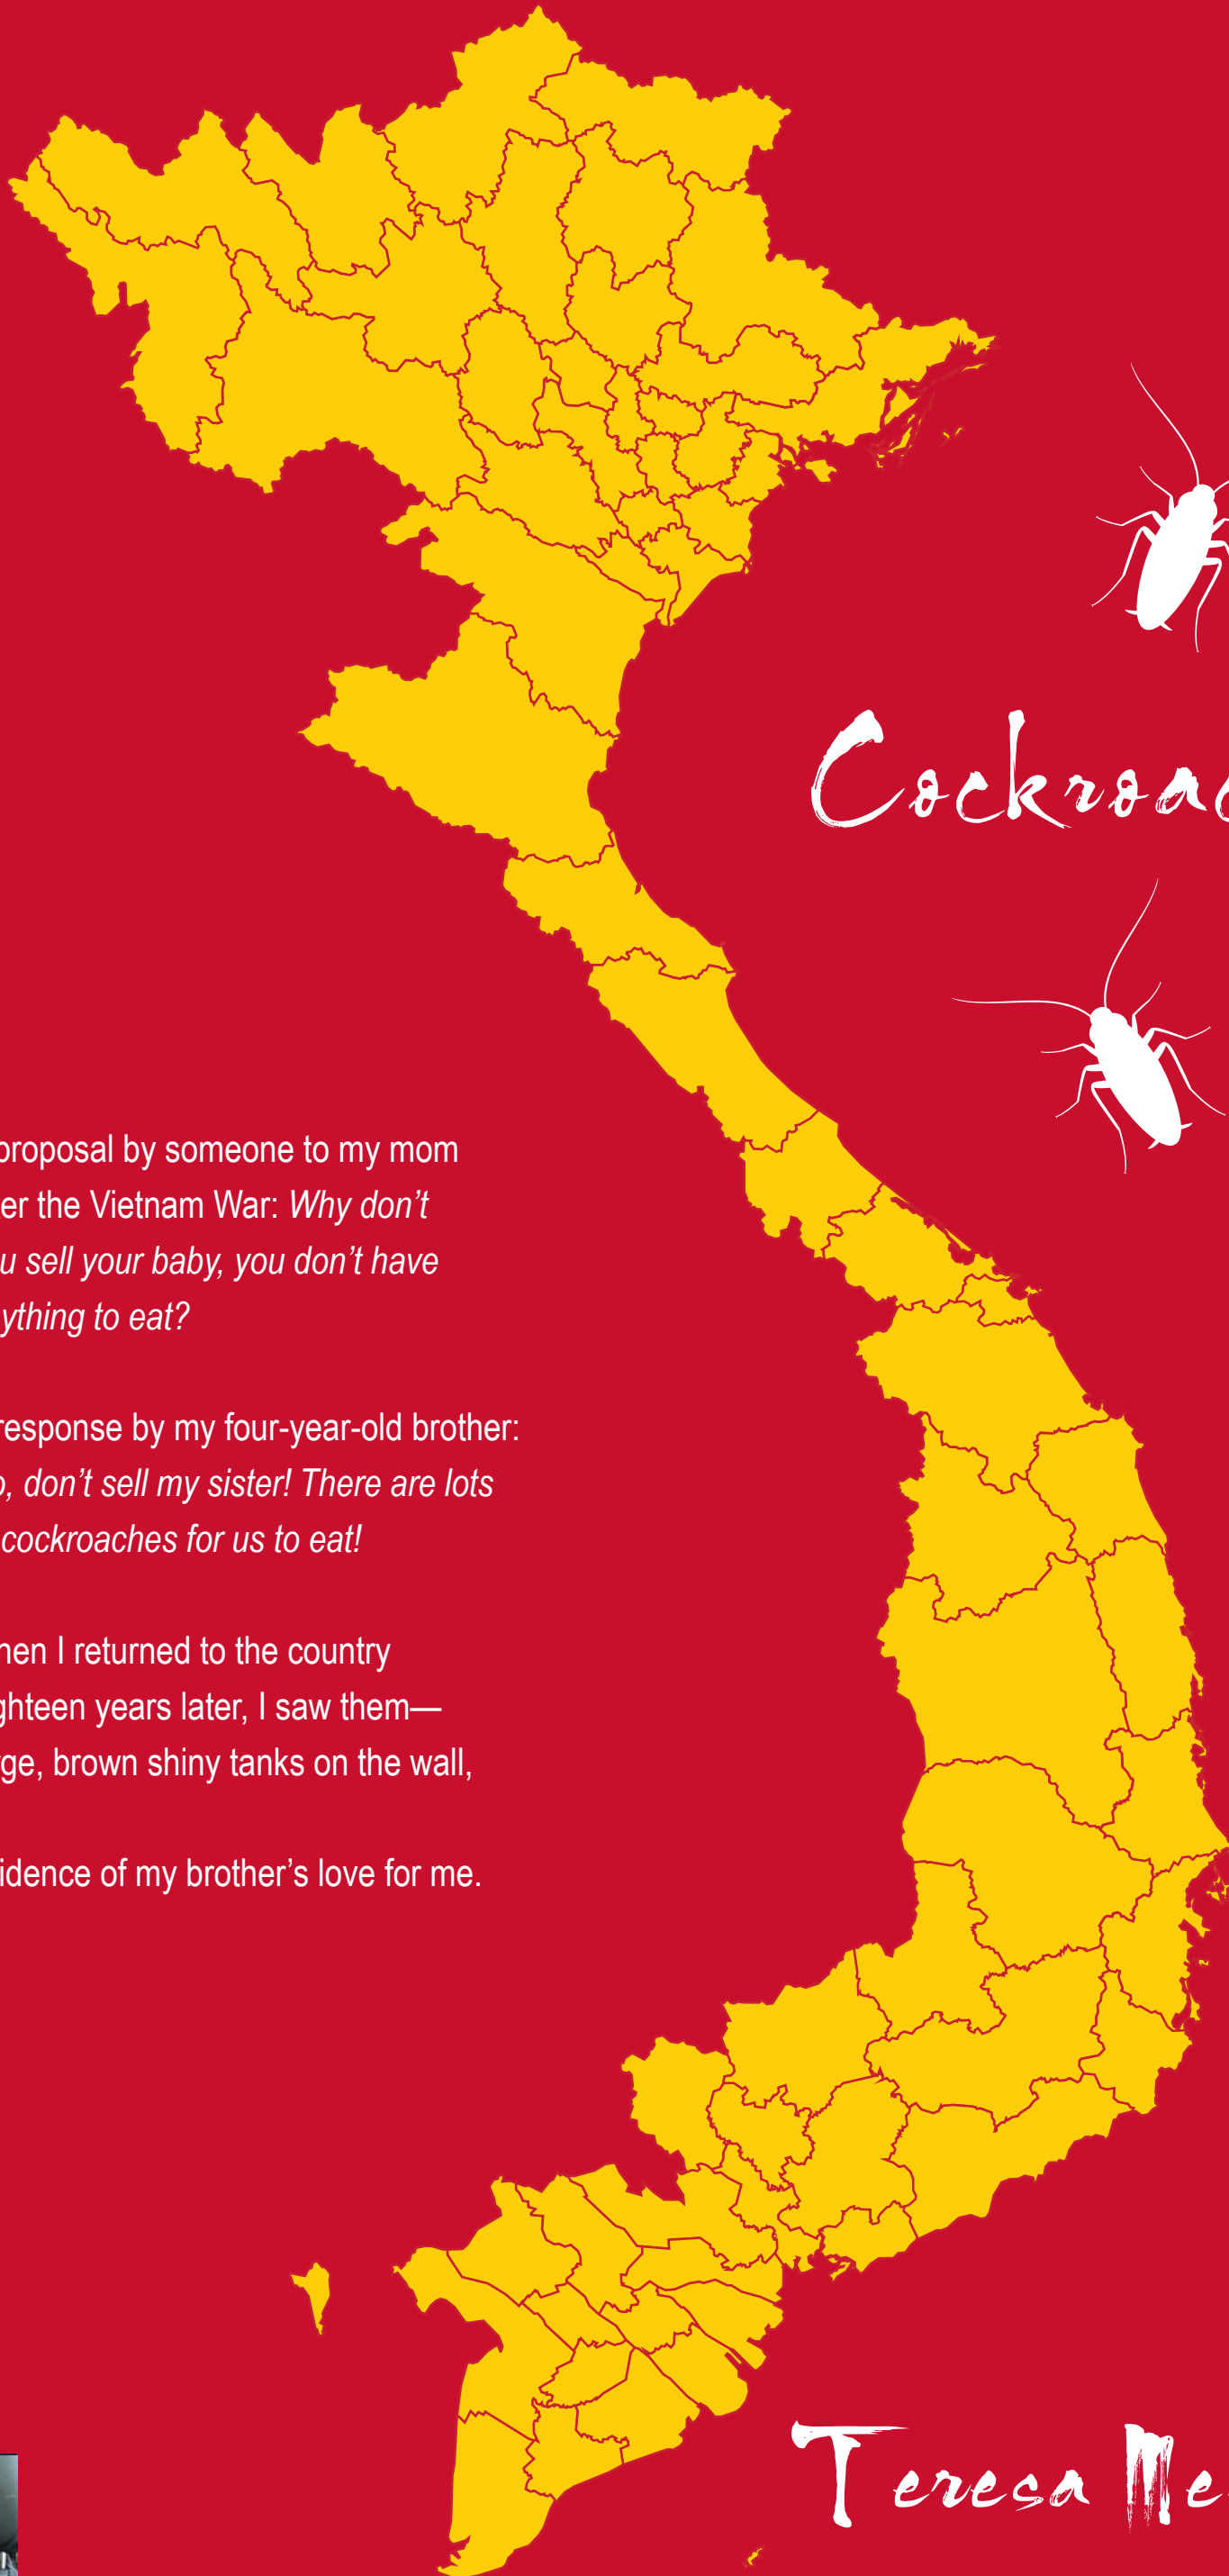 Cockroac
proposal by someone to my mom
er the Vietnam War: Why don’t
u sell your baby, you don’t have
ything to eat?
response by my four-year-old brother:
o, don’t sell my sister! There are lots
cockroaches for us to eat!
hen I returned to the country
ghteen years later, I saw them—
rge, brown shiny tanks on the wall,
idence of my brother’s love for me.
Teresa Me